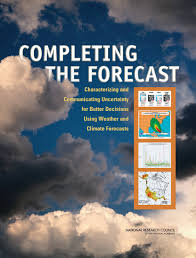 COMPLETING
THE FORECAST
Characterizing and
Communicating Uncertainty
for Better Decisions
Using Weather and
Climate Forecasts
NATIONAL RESEARCH COUNCIL